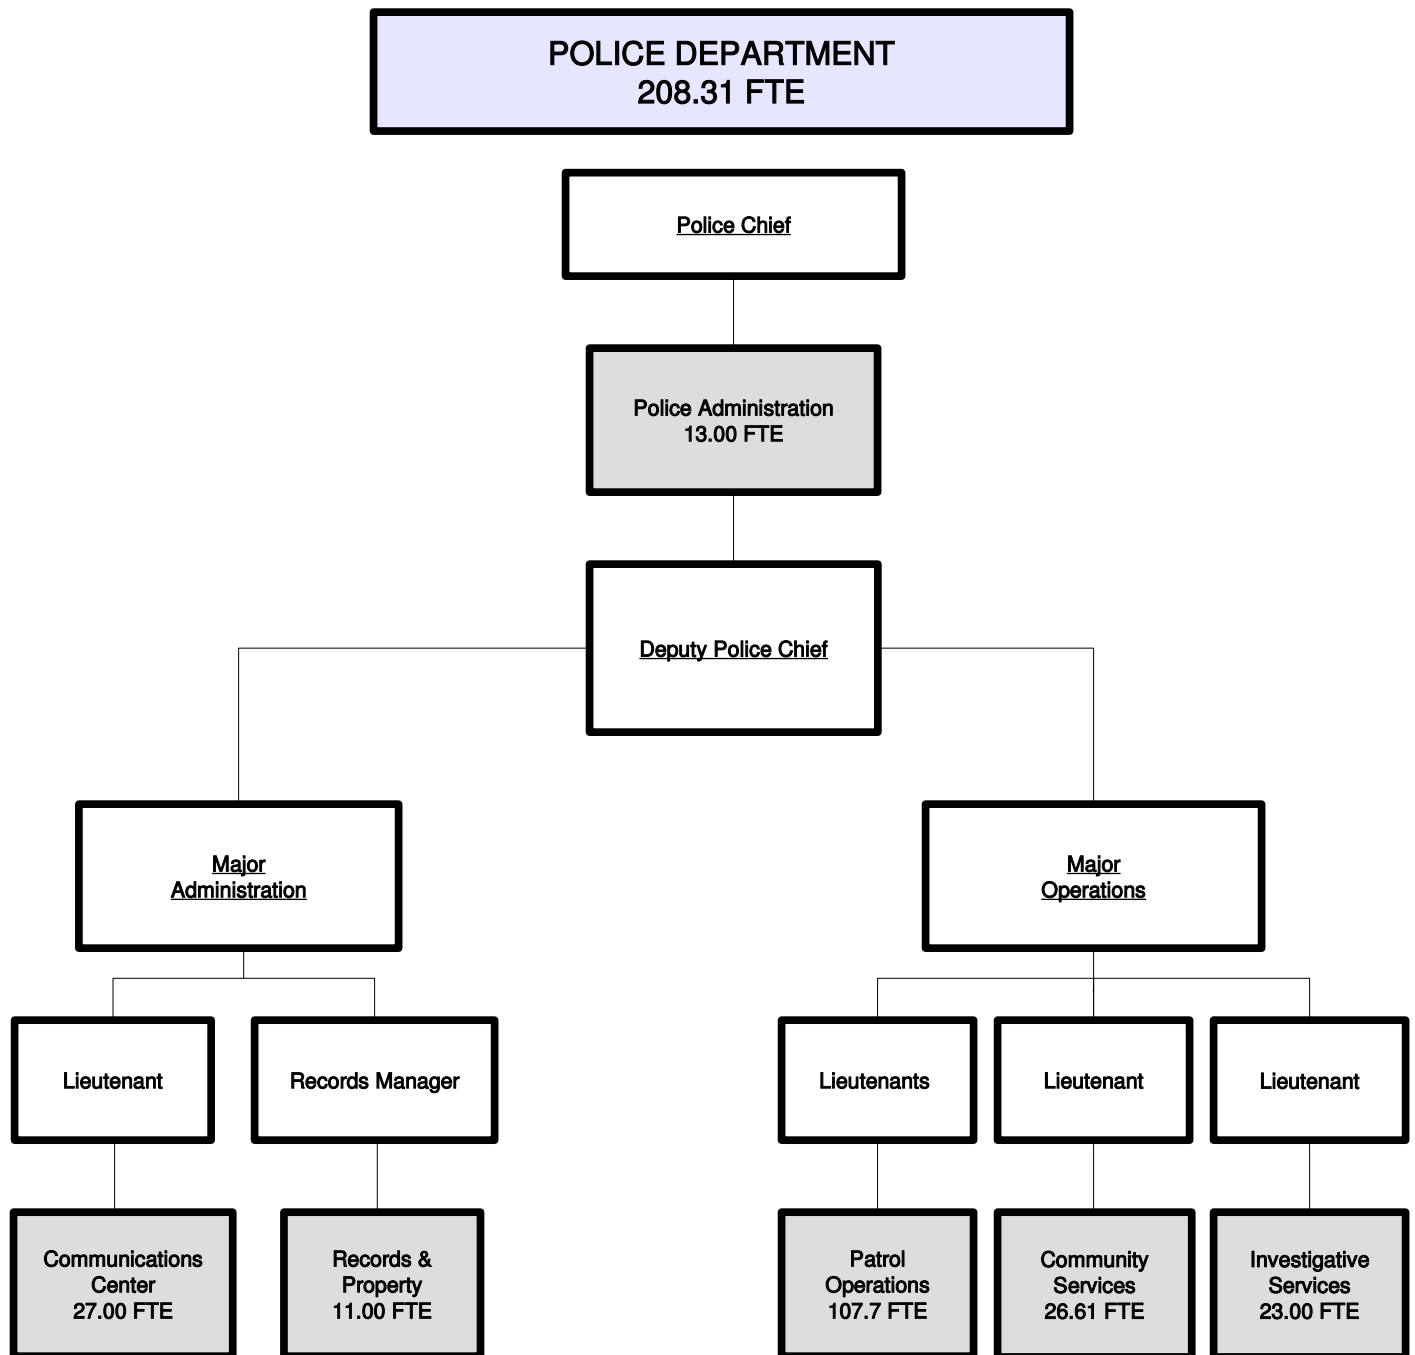 POLICE DEPARTMENT
208.31 FTE
Police Chief
Police Administration
13.00 FTE
Deputy Police Chief
Major
Administration
Major
Operations
Lieutenant
Records Manager
Lieutenants
Lieutenant
Lieutenant
Communications
Center
27.00 FTE
Records &
Property
11.00 FTE
Patrol
Operations
107.7 FTE
Community
Services
26.61 FTE
Investigative
Services
23.00 FTE